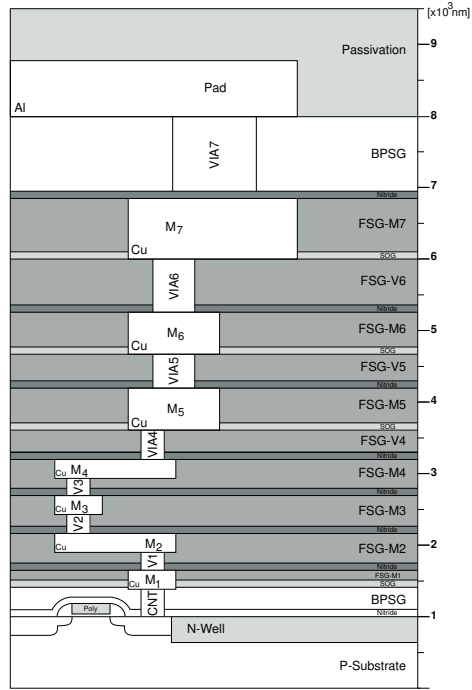 [x10³nm]
9
Passivation
Pad
Al
8
VIA7
BPSG
7
Nitride
M7
FSG-M7
Cu
SOG
6
VIA6
FSG-V6
Nitride
M6
FSG-M6
5
Cu
SOG
VIA5
FSG-V5
Nitride
M5
FSG-M5
4
Cu
SOG
VIA4
FSG-V4
Nitride
Cu M4
FSG-M4
3
V3
Nitride
Cu M3
FSG-M3
V2
Nitride
Cu M2
FSG-M2
2
V1
Nitride
Cu M1
FSG-M1
SOG
CNT
BPSG
Poly
Nitride
1
N-Well
P-Substrate